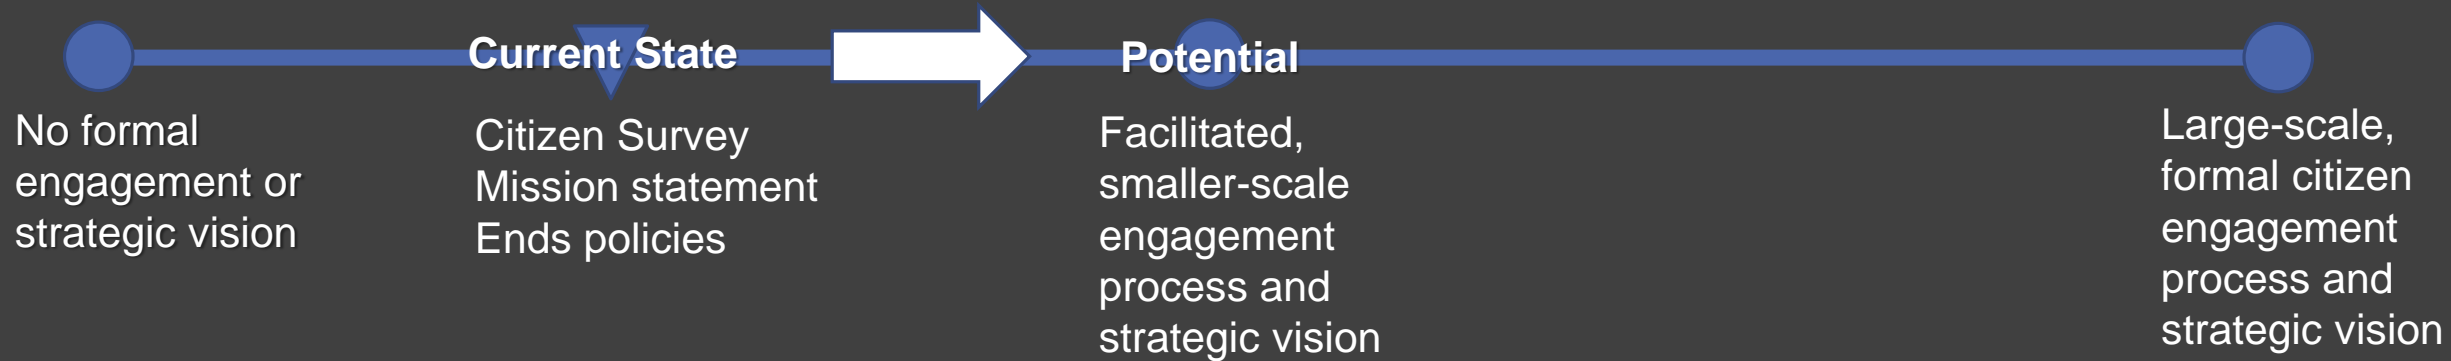 Current State
Potential
No formal
engagement or
strategic vision
Citizen Survey
Mission statement
Ends policies
Facilitated,
smaller-scale
engagement
process and
strategic vision
Large-scale,
formal citizen
engagement
process and
strategic vision